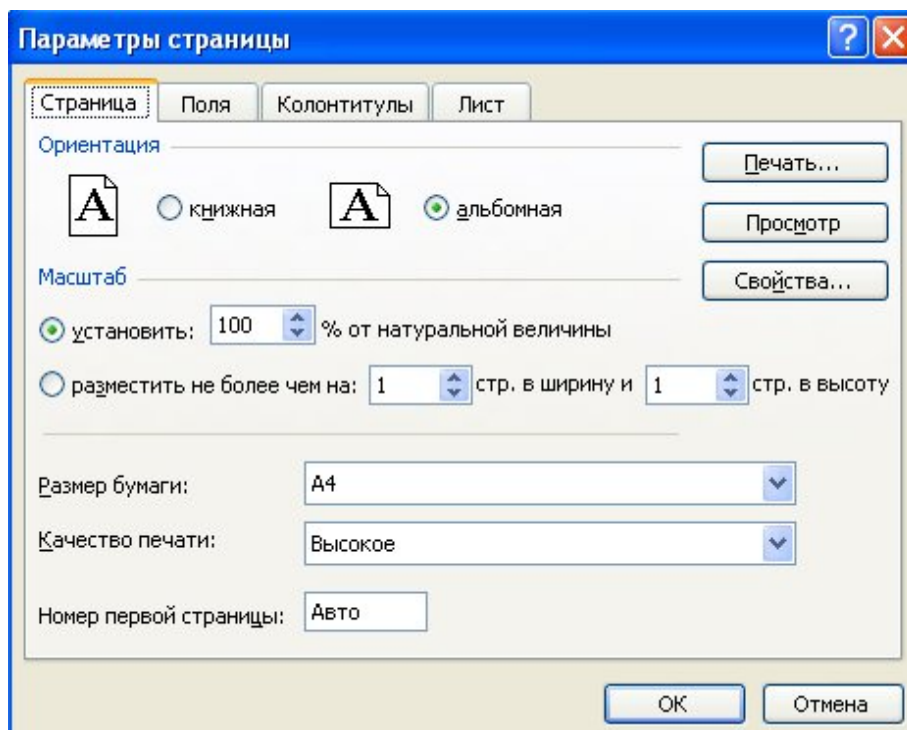 Параметры страницы
Страница Поля Колонтитулы Лист
Ориентация
Печать...
A книжная A альбомная
Просмотр
Масштаб
Свойства...
установить: 100 % от натуральной величины
разместить не более чем на: 1 стр. в ширину и 1 стр. в высоту
Размер бумаги: A4
Качество печати: Высокое
Номер первой страницы: Авто
ОК Отмена